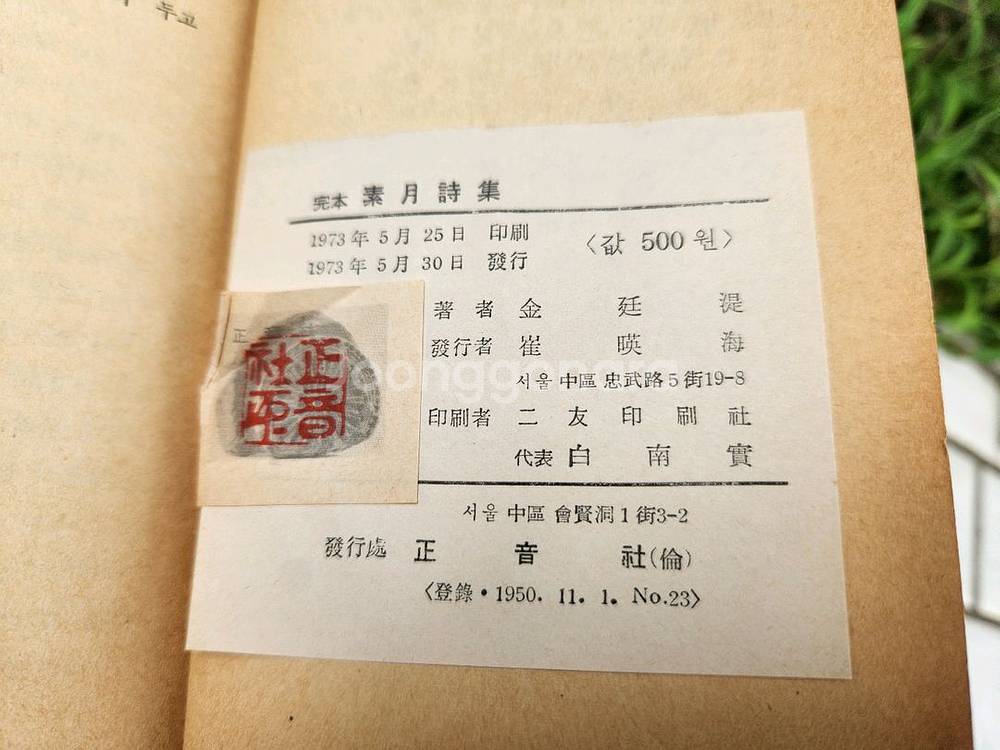 두고
完本 素月詩集
1973年 5月 25日 印刷
1973年 5月 30日 發行
〈값 500원〉
著者 金廷湜
發行者 崔暎海
서울 中區 忠武路5街19-8
印刷者 二友印刷社
代表 白南實
서울 中區 會賢洞1街3-2
發行處 正音社(倫)
〈登錄·1950. 11. 1. No.23〉
正
正音
社